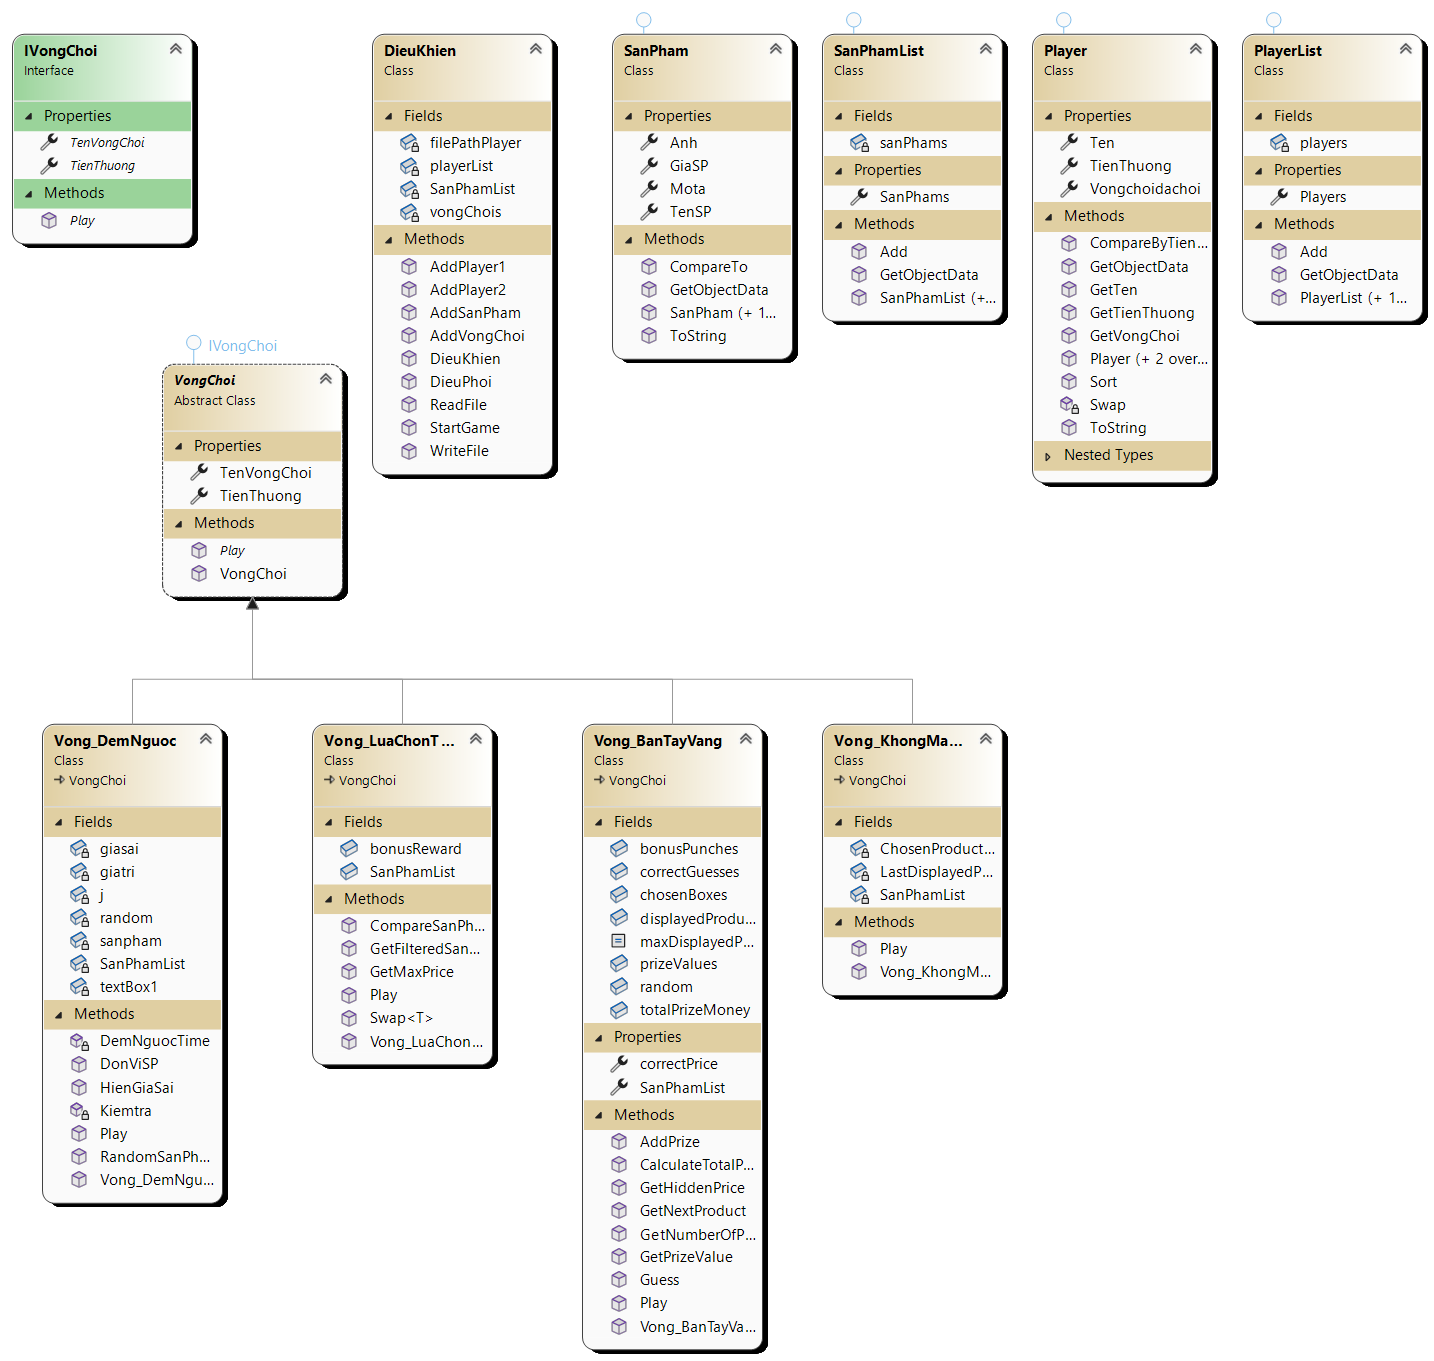 IVongChoi
Interface
Properties
TenVongChoi
TienThuong
Methods
Play
DieuKhien
Class
Fields
filePathPlayer
playerList
SanPhamList
vongChois
Methods
AddPlayer1
AddPlayer2
AddSanPham
AddVongChoi
DieuKhien
DieuPhoi
ReadFile
StartGame
WriteFile
SanPham
Class
Properties
Anh
GiaSP
Mota
TenSP
Methods
CompareTo
GetObjectData
SanPham (+ 1...
ToString
SanPhamList
Class
Fields
sanPhams
Properties
SanPhams
Methods
Add
GetObjectData
SanPhamList (+...
Player
Class
Properties
Ten
TienThuong
Vongchoidachoi
Methods
CompareByTien...
GetObjectData
GetTen
GetTienThuong
GetVongChoi
Player (+ 2 over...
Sort
Swap
ToString
Nested Types
PlayerList
Class
Fields
players
Properties
Players
Methods
Add
GetObjectData
PlayerList (+ 1...
IVongChoi
VongChoi
Abstract Class
Properties
TenVongChoi
TienThuong
Methods
Play
VongChoi
Vong_DemNguoc
Class
VongChoi
Fields
giasai
giatri
j
random
sanpham
SanPhamList
textBox1
Methods
DemNguocTime
DonViSP
HienGiaSai
Kiemtra
Play
RandomSanPh...
Vong_DemNgu...
Vong_LuaChonT...
Class
VongChoi
Fields
bonusReward
SanPhamList
Methods
CompareSanPh...
GetFilteredSan...
GetMaxPrice
Play
Swap<T>
Vong_LuaChon...
Vong_BanTayVang
Class
VongChoi
Fields
bonusPunches
correctGuesses
chosenBoxes
displayedProdu...
maxDisplayedP...
prizeValues
random
totalPrizeMoney
Properties
correctPrice
SanPhamList
Methods
AddPrize
CalculateTotalP...
GetHiddenPrice
GetNextProduct
GetNumberOfP...
GetPrizeValue
Guess
Play
Vong_BanTayVa...
Vong_KhongMa...
Class
VongChoi
Fields
ChosenProduct...
LastDisplayedP...
SanPhamList
Methods
Play
Vong_KhongM...